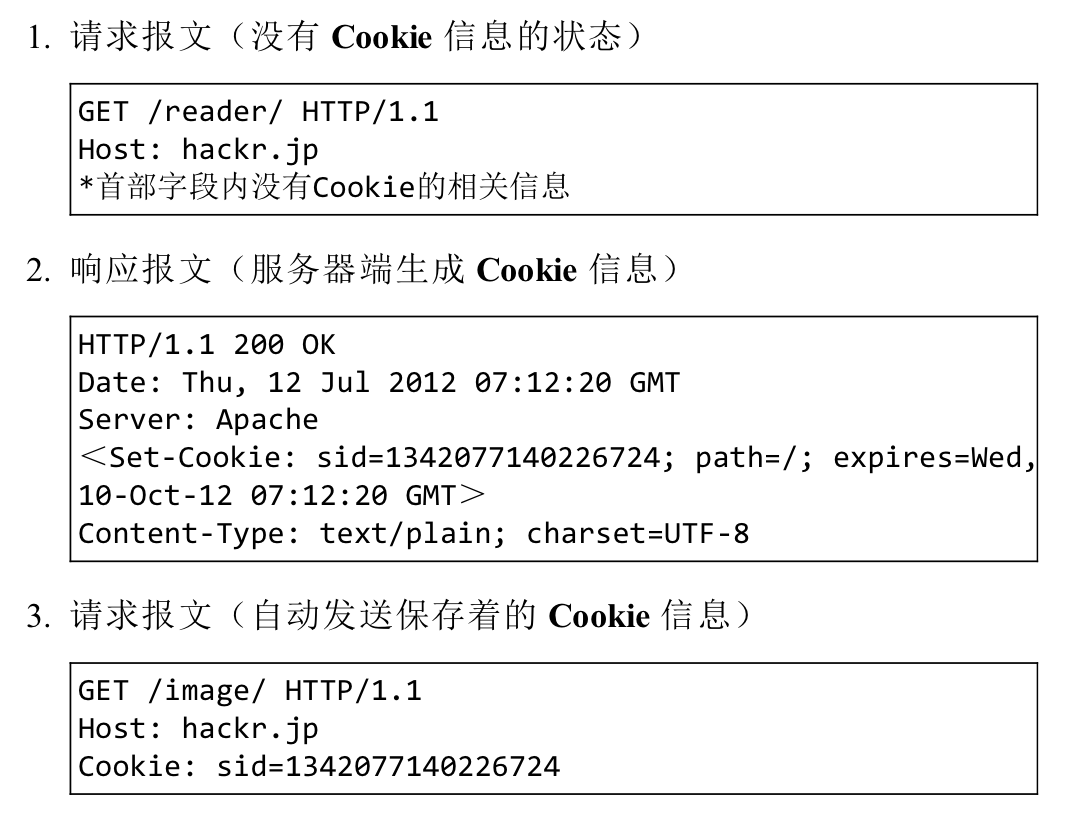 1. 请求报文（没有 Cookie 信息的状态）
GET /reader/ HTTP/1.1
Host: hackr.jp
*首部字段内没有Cookie的相关信息
2. 响应报文（服务器端生成 Cookie 信息）
HTTP/1.1 200 OK
Date: Thu, 12 Jul 2012 07:12:20 GMT
Server: Apache
＜Set-Cookie: sid=1342077140226724; path=/; expires=Wed,
10-Oct-12 07:12:20 GMT＞
Content-Type: text/plain; charset=UTF-8
3. 请求报文（自动发送保存着的 Cookie 信息）
GET /image/ HTTP/1.1
Host: hackr.jp
Cookie: sid=1342077140226724